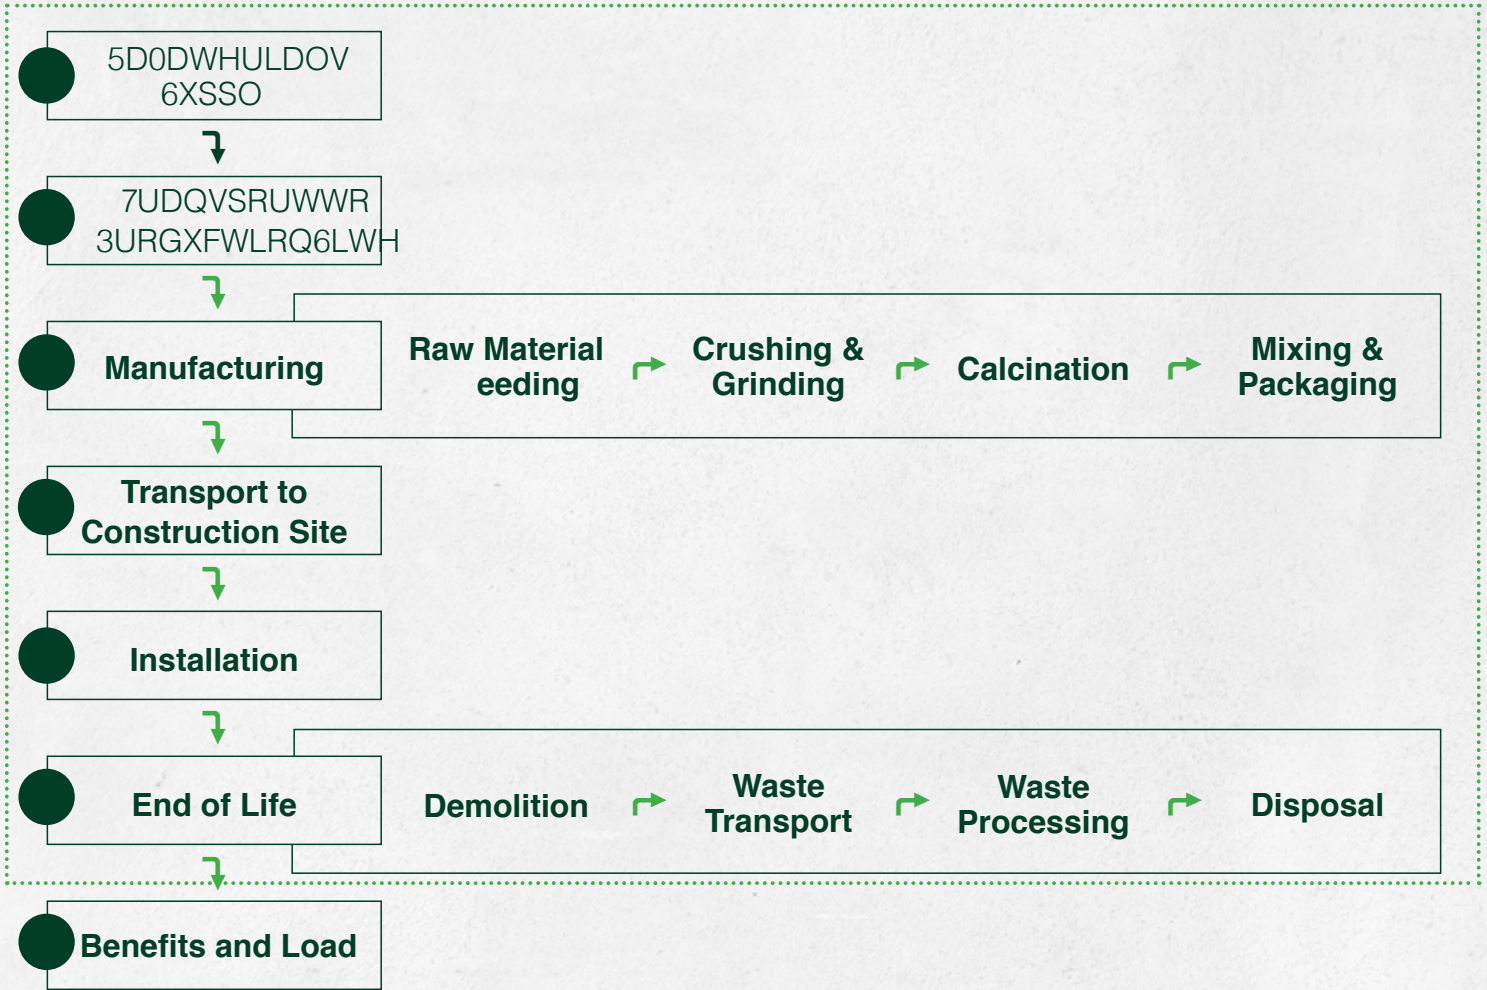 5D0DWHULDOV
6XSSO
7UDQVSRUWWR
3URGXFWLRQ6LWH
Manufacturing
Raw Material
eeding
Crushing &
Grinding
Calcination
Mixing &
Packaging
Transport to
Construction Site
Installation
End of Life
Demolition
Waste
Transport
Waste
Processing
Disposal
Benefits and Load